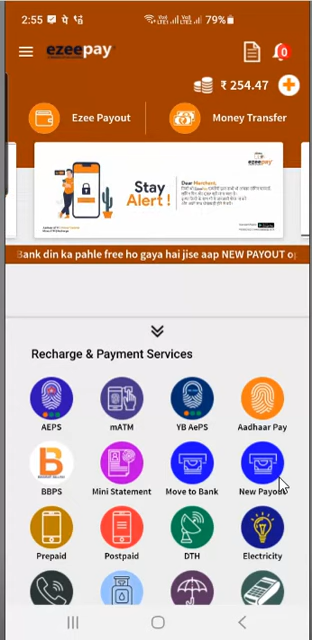 2:55
79%
ezeepay
0
₹ 254.47
Ezee Payout
Money Transfer
ezeepay
Stay
Alert !
Dear Merchant,
Bank din ka pahle free ho gaya hai jise aap NEW PAYOUT o
Recharge & Payment Services
AEPS
mATM
YB AePS
Aadhaar Pay
BBPS
Mini Statement
Move to Bank
New Payout
Prepaid
Postpaid
DTH
Electricity